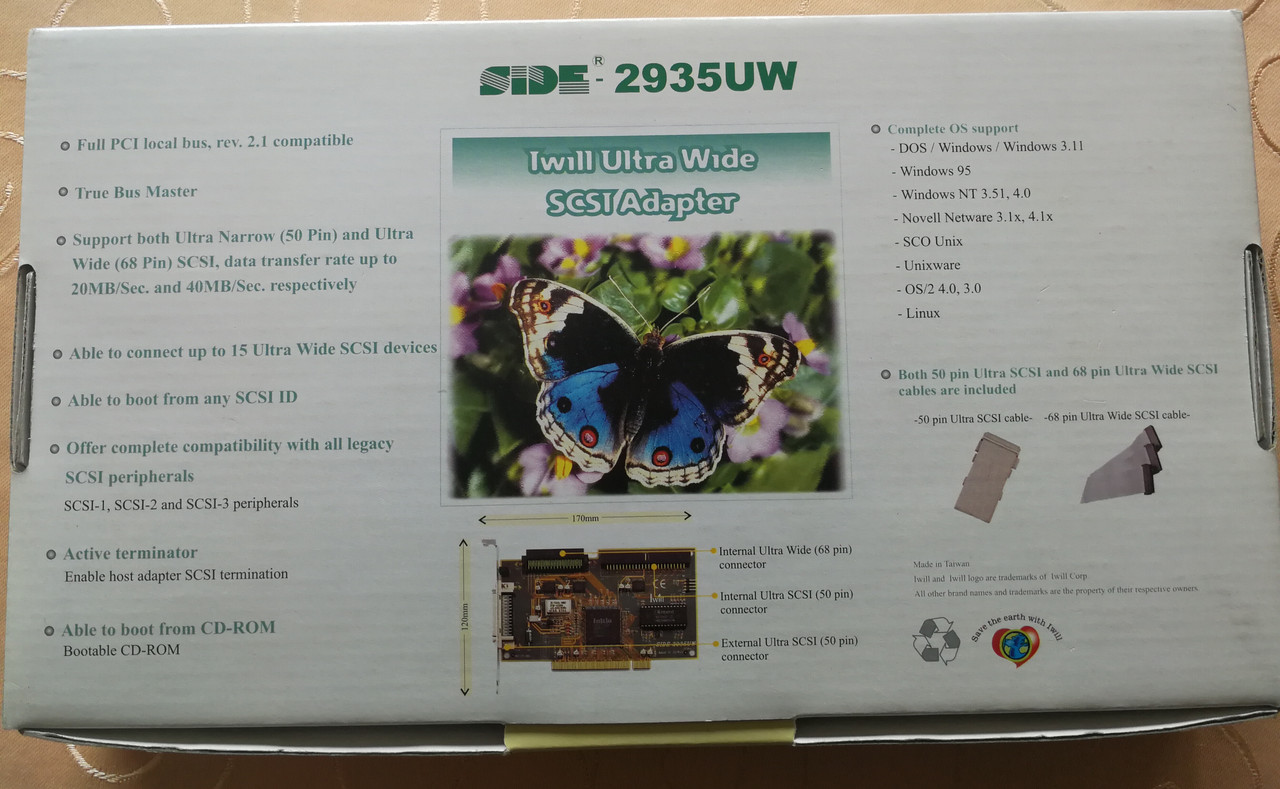 SIDE® - 2935UW
Full PCI local bus, rev. 2.1 compatible
True Bus Master
Support both Ultra Narrow (50 Pin) and Ultra
Wide (68 Pin) SCSI, data transfer rate up to
20MB/Sec. and 40MB/Sec. respectively
Able to connect up to 15 Ultra Wide SCSI devices
Able to boot from any SCSI ID
Offer complete compatibility with all legacy
SCSI peripherals
SCSI-1, SCSI-2 and SCSI-3 peripherals
Active terminator
Enable host adapter SCSI termination
Able to boot from CD-ROM
Bootable CD-ROM
Iwill Ultra Wide
SCSI Adapter
170mm
120mm
Internal Ultra Wide (68 pin)
connector
Internal Ultra SCSI (50 pin)
connector
External Ultra SCSI (50 pin)
connector
Complete OS support
- DOS / Windows / Windows 3.11
- Windows 95
- Windows NT 3.51, 4.0
- Novell Netware 3.1x, 4.1x
- SCO Unix
- Unixware
- OS/2 4.0, 3.0
- Linux
Both 50 pin Ultra SCSI and 68 pin Ultra Wide SCSI
cables are included
-50 pin Ultra SCSI cable- -68 pin Ultra Wide SCSI cable-
Made in Taiwan
Iwill and Iwill logo are trademarks of Iwill Corp
All other brand names and trademarks are the property of their respective owners
Save the earth with Iwill